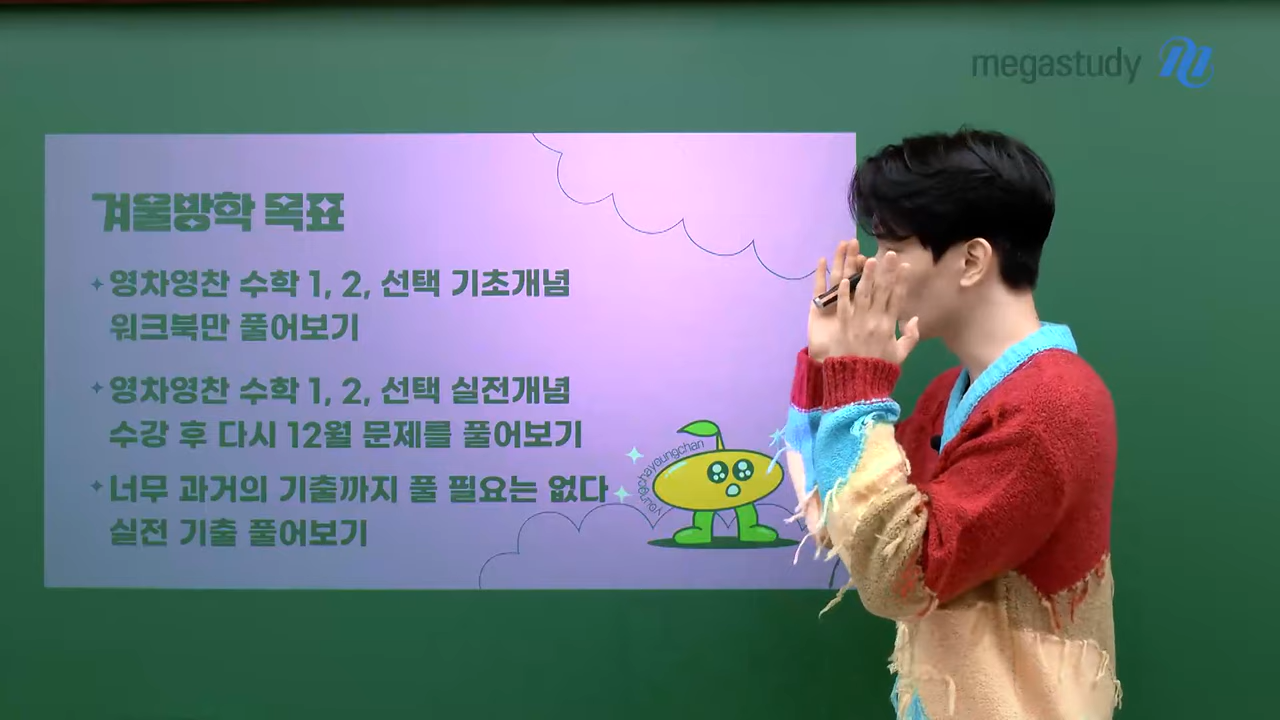 megastudy
겨울방학 목표
영차영찬 수학 1, 2, 선택 기초개념
워크북만 풀어보기
영차영찬 수학 1, 2, 선택 실전개념
수강 후 다시 12월 문제를 풀어보기
너무 과거의 기출까지 풀 필요는 없다
실전 기출 풀어보기
youngchayoungchan